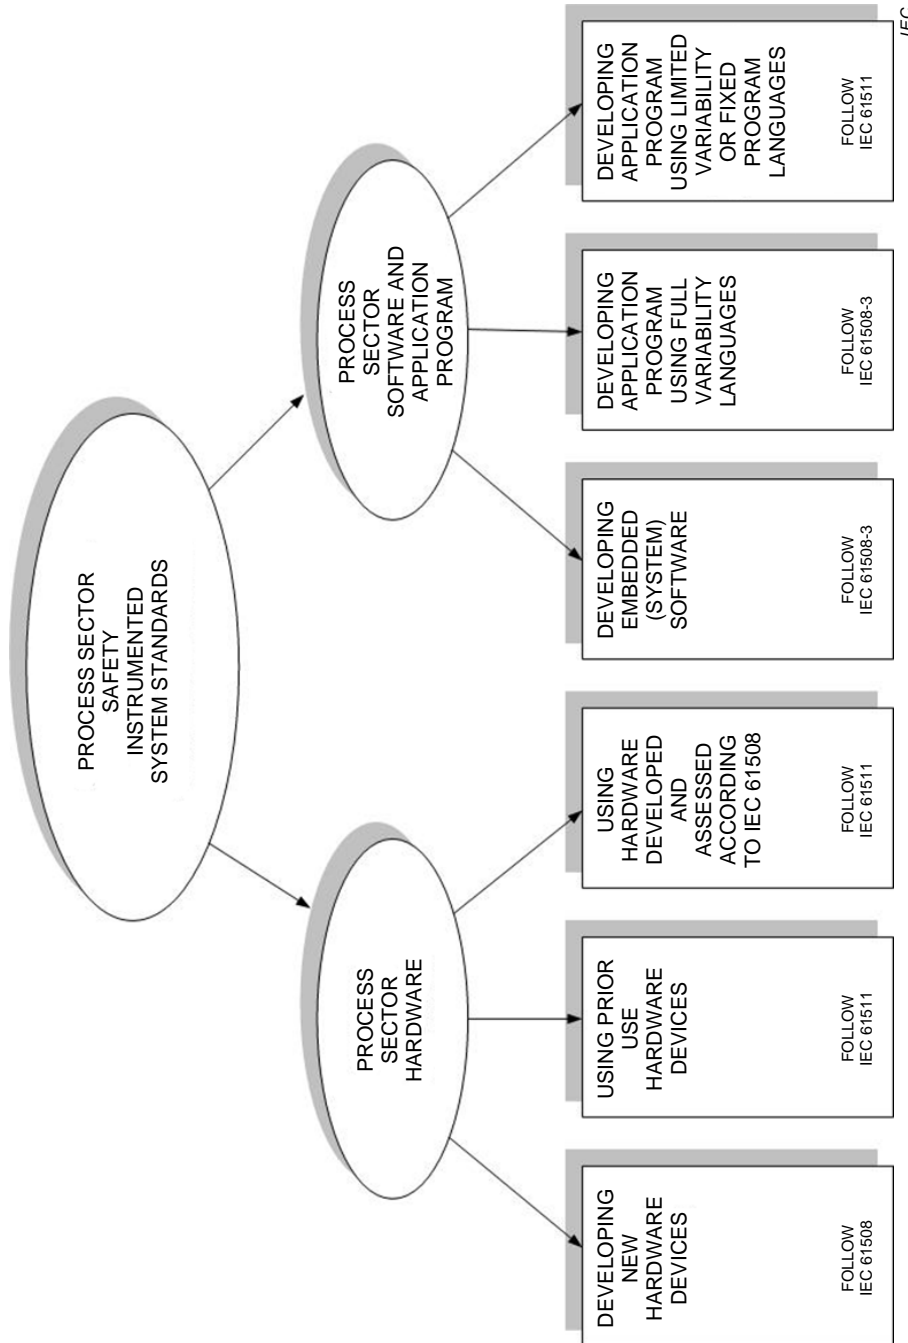 PROCESS SECTOR
SAFETY
INSTRUMENTED
SYSTEM STANDARDS
PROCESS
SECTOR
HARDWARE
PROCESS
SECTOR
SOFTWARE AND
APPLICATION
PROGRAM
DEVELOPING
NEW
HARDWARE
DEVICES
FOLLOW
IEC 61508
USING PRIOR
USE
HARDWARE
DEVICES
FOLLOW
IEC 61511
USING
HARDWARE
DEVELOPED
AND
ASSESSED
ACCORDING
TO IEC 61508
FOLLOW
IEC 61511
DEVELOPING
EMBEDDED
(SYSTEM)
SOFTWARE
FOLLOW
IEC 61508-3
DEVELOPING
APPLICATION
PROGRAM
USING FULL
VARIABILITY
LANGUAGES
FOLLOW
IEC 61508-3
DEVELOPING
APPLICATION
PROGRAM
USING LIMITED
VARIABILITY
OR FIXED
PROGRAM
LANGUAGES
FOLLOW
IEC 61511
IEC